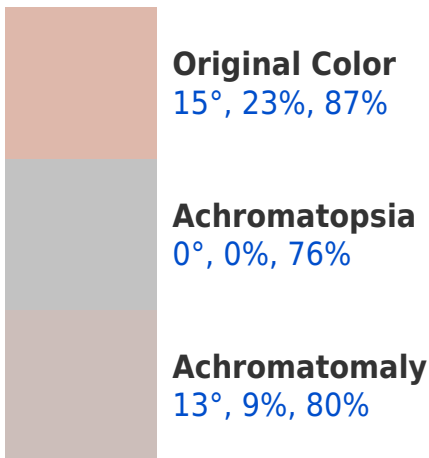 Original Color
15°, 23%, 87%
Achromatopsia
0°, 0%, 76%
Achromatomaly
13°, 9%, 80%